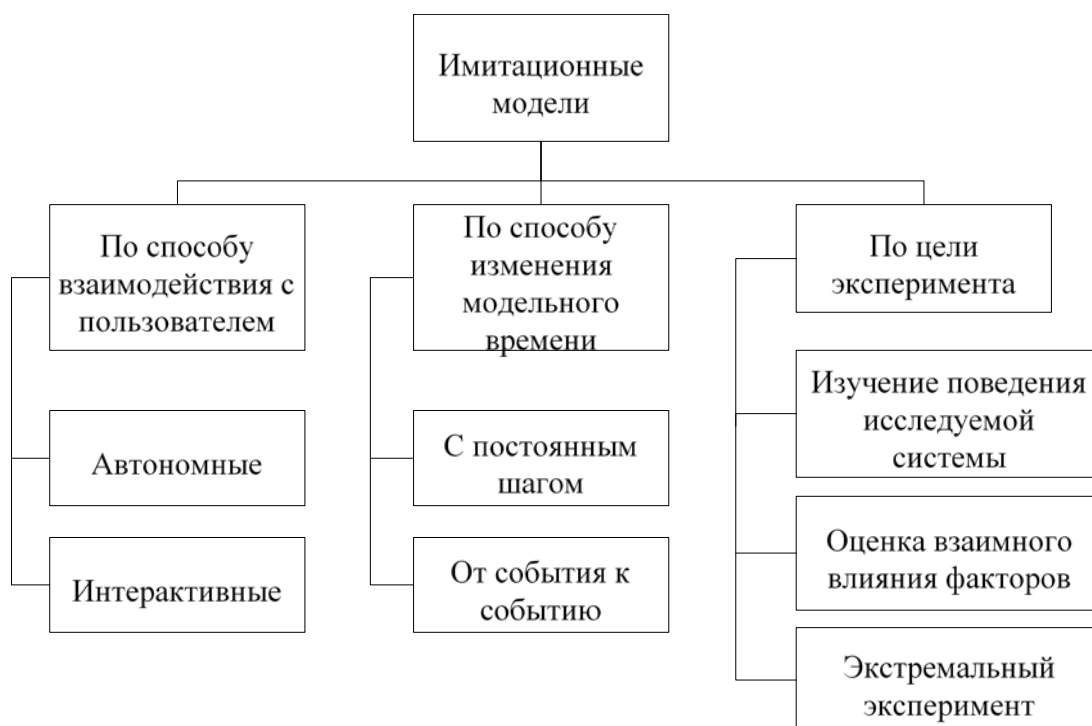 Имитационные
модели
По способу
взаимодействия с
пользователем
Автономные
Интерактивные
По способу
изменения
модельного
времени
С постоянным
шагом
От события к
событию
По цели
эксперимента
Изучение поведения
исследуемой
системы
Оценка взаимного
влияния факторов
Экстремальный
эксперимент